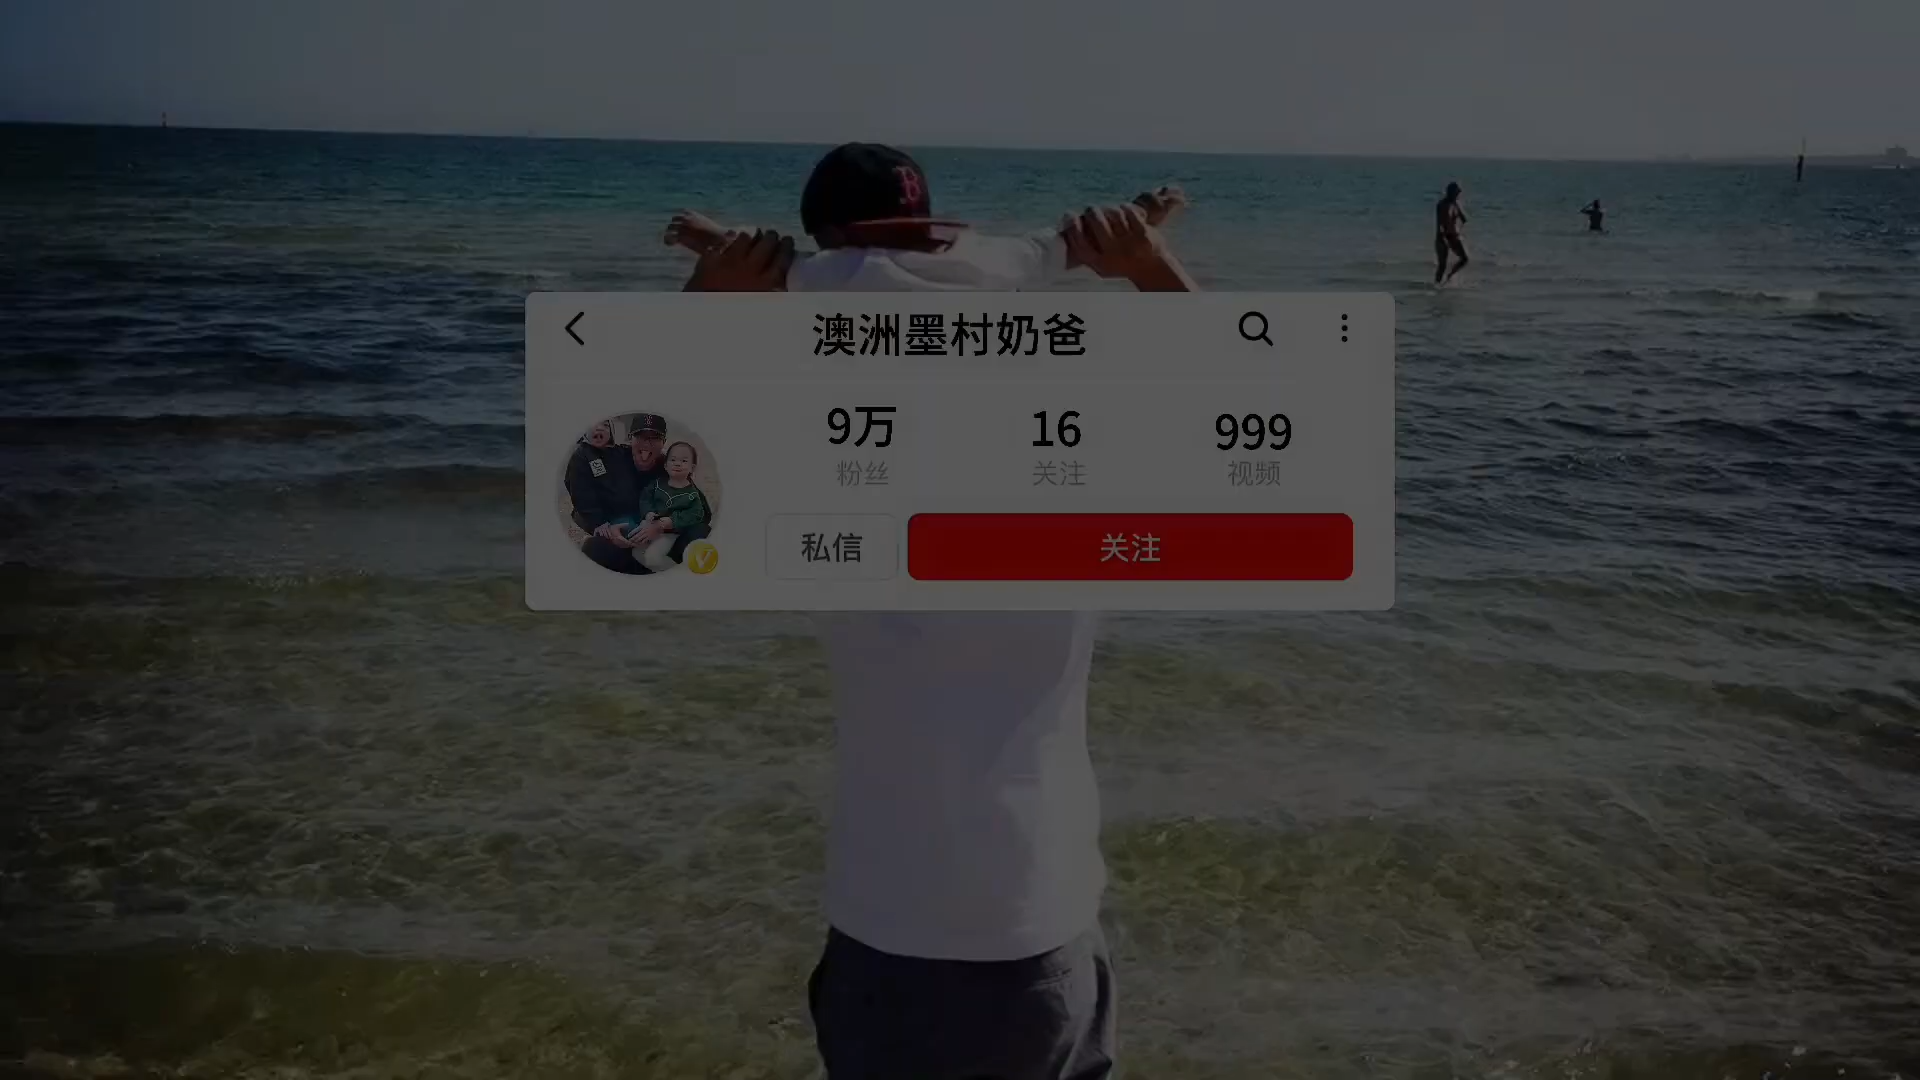 澳洲墨村奶爸
9万 16 999
粉丝 关注 视频
私信 关注
B